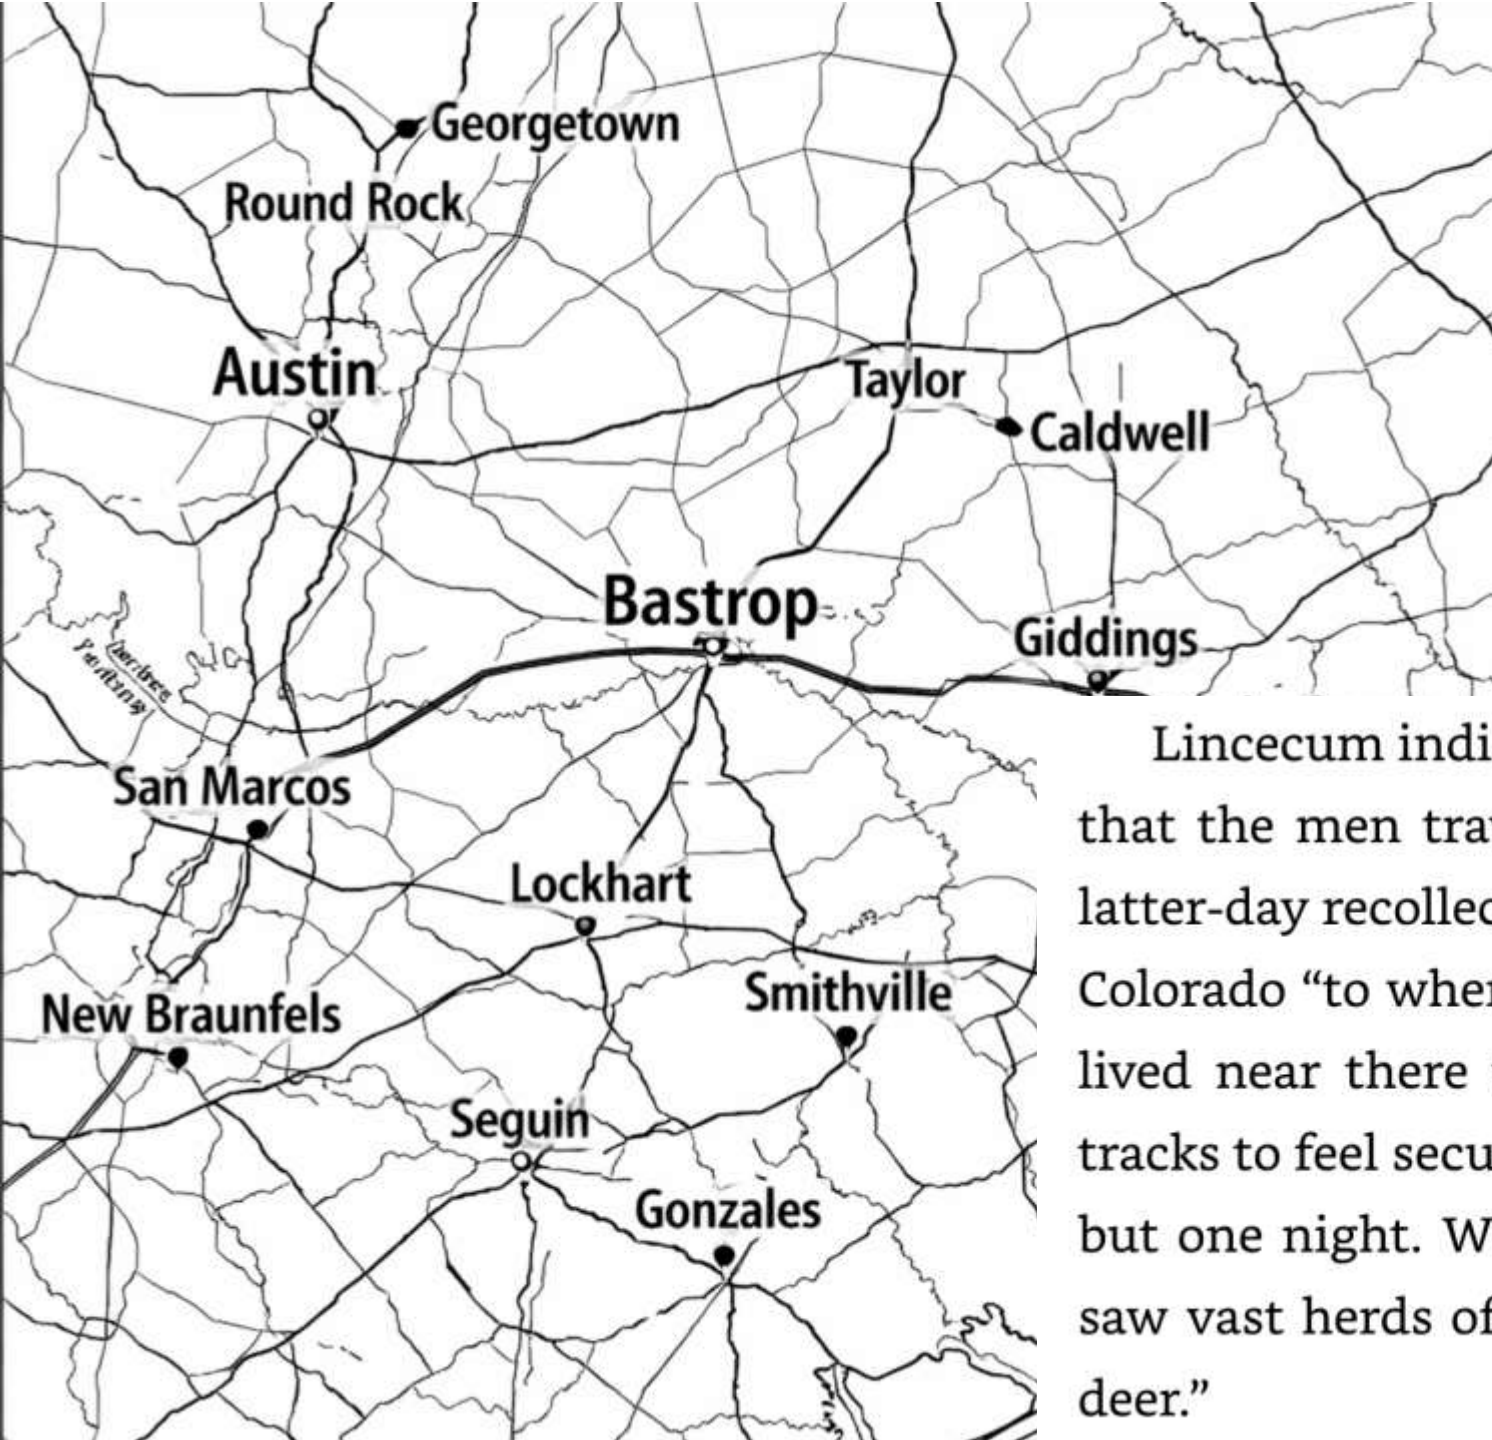 Georgetown
Round Rock
Austin
Taylor
Caldwell
Bastrop
Giddings
San Marcos
Lockhart
New Braunfels
Smithville
Seguin
Gonzales
Lincecum indi
that the men tra
latter-day recollec
Colorado “to wher
lived near there
tracks to feel secu
but one night. W
saw vast herds of
deer.”